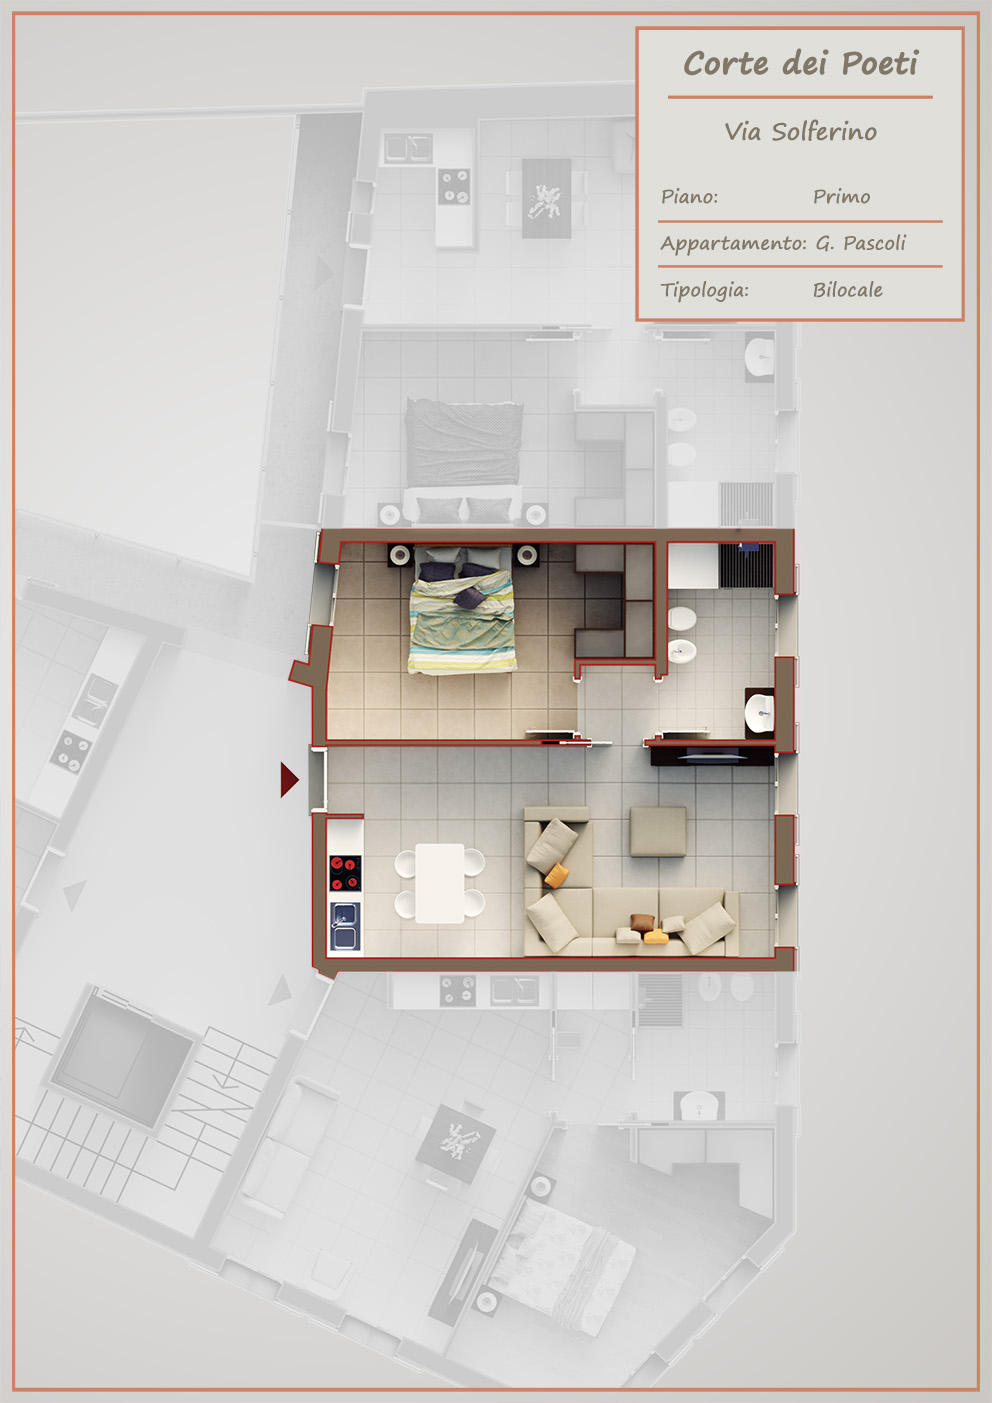 Corte dei Poeti
Via Solferino
Piano: Primo
Appartamento: G. Pascoli
Tipologia: Bilocale